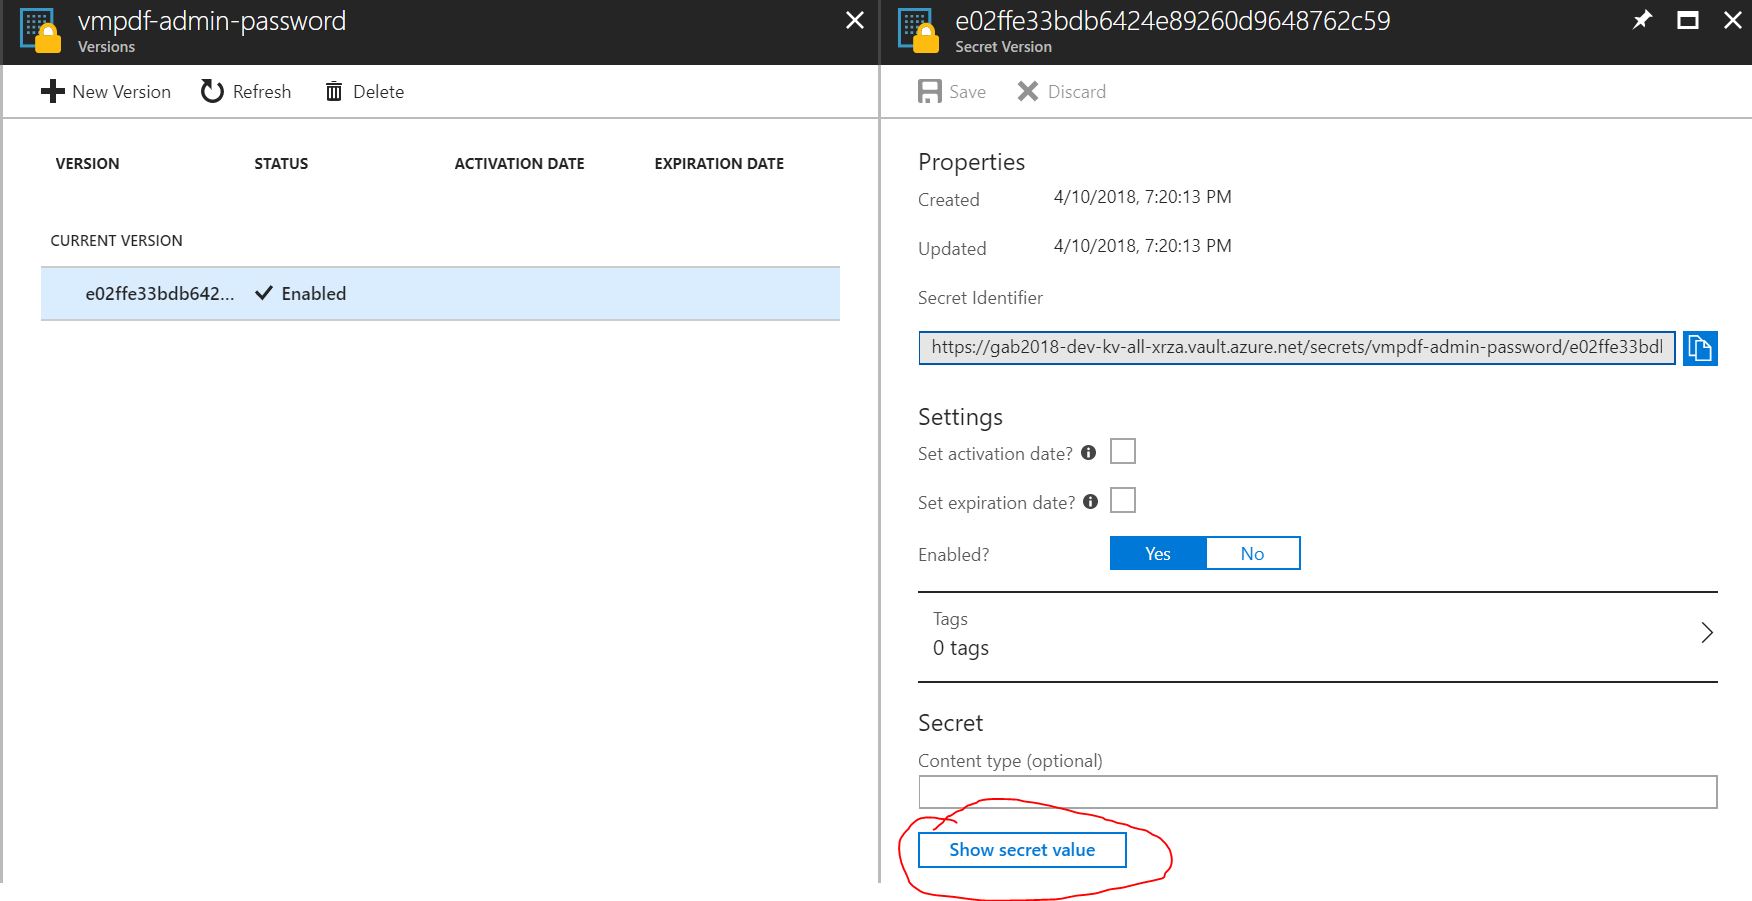 vmpdf-admin-password
Versions
New Version Refresh Delete
VERSION STATUS ACTIVATION DATE EXPIRATION DATE
CURRENT VERSION
e02ffe33bdb642... Enabled
e02ffe33bdb6424e89260d9648762c59
Secret Version
Save Discard
Properties
Created 4/10/2018, 7:20:13 PM
Updated 4/10/2018, 7:20:13 PM
Secret Identifier
https://gab2018-dev-kv-all-xrza.vault.azure.net/secrets/vmpdf-admin-password/e02ffe33bdl
Settings
Set activation date?
Set expiration date?
Enabled? Yes No
Tags
0 tags
Secret
Content type (optional)
Show secret value